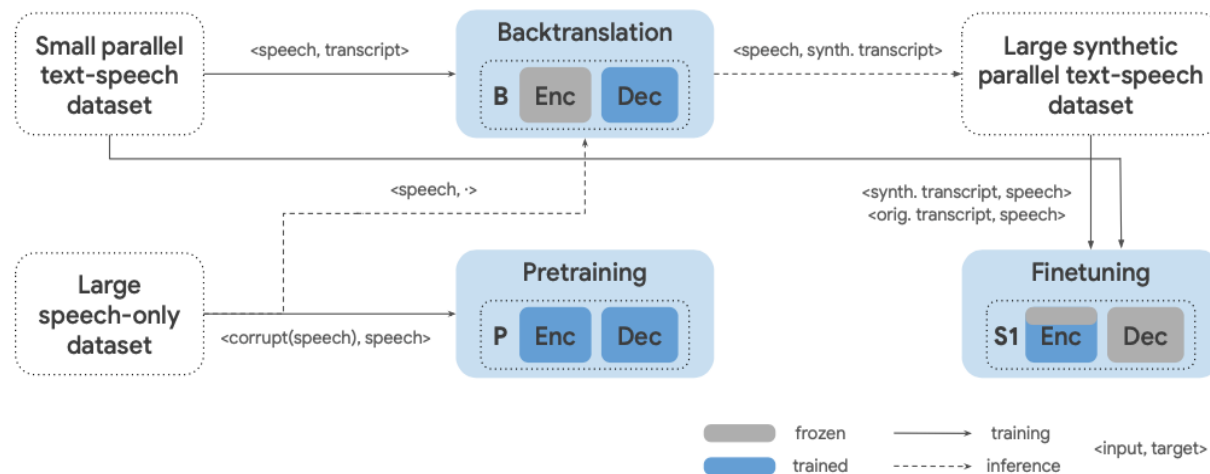 Small parallel
text-speech
dataset
<speech, transcript>
Backtranslation
B Enc Dec
<speech, synth. transcript>
Large synthetic
parallel text-speech
dataset
<speech, ·>
<synth. transcript, speech>
<orig. transcript, speech>
Large
speech-only
dataset
<corrupt(speech), speech>
Pretraining
P Enc Dec
Finetuning
S1 Enc Dec
frozen training
trained inference
<input, target>